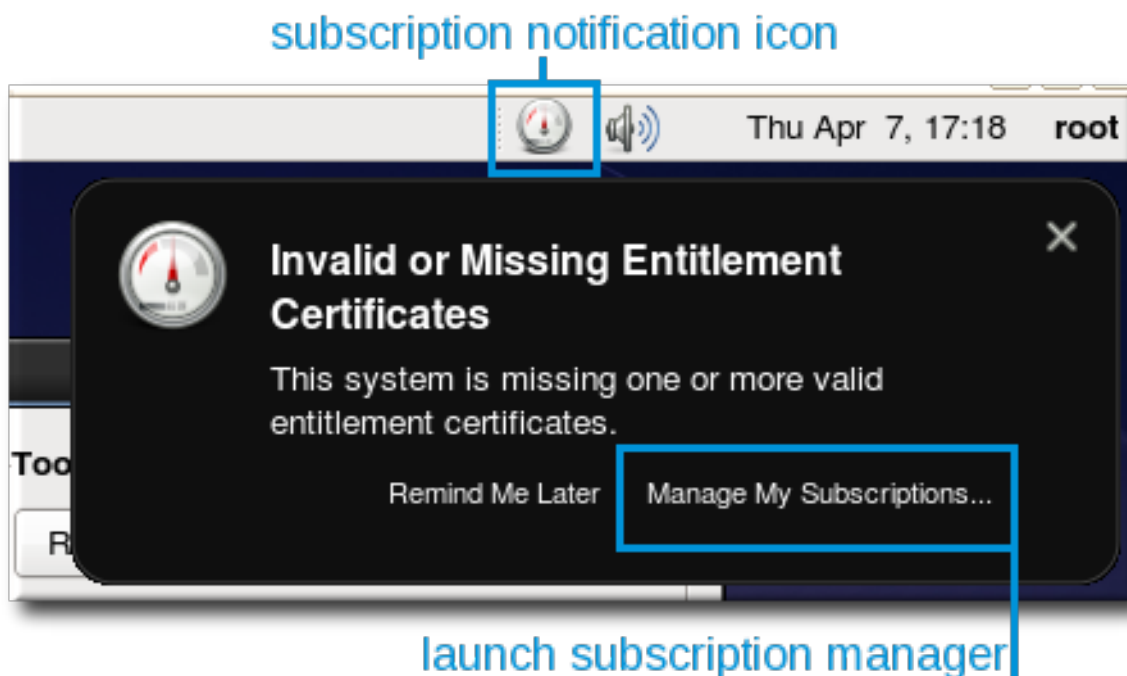 subscription notification icon
Thu Apr 7, 17:18 root
Invalid or Missing Entitlement
Certificates
This system is missing one or more valid
entitlement certificates.
Too
Remind Me Later Manage My Subscriptions...
R
launch subscription manager